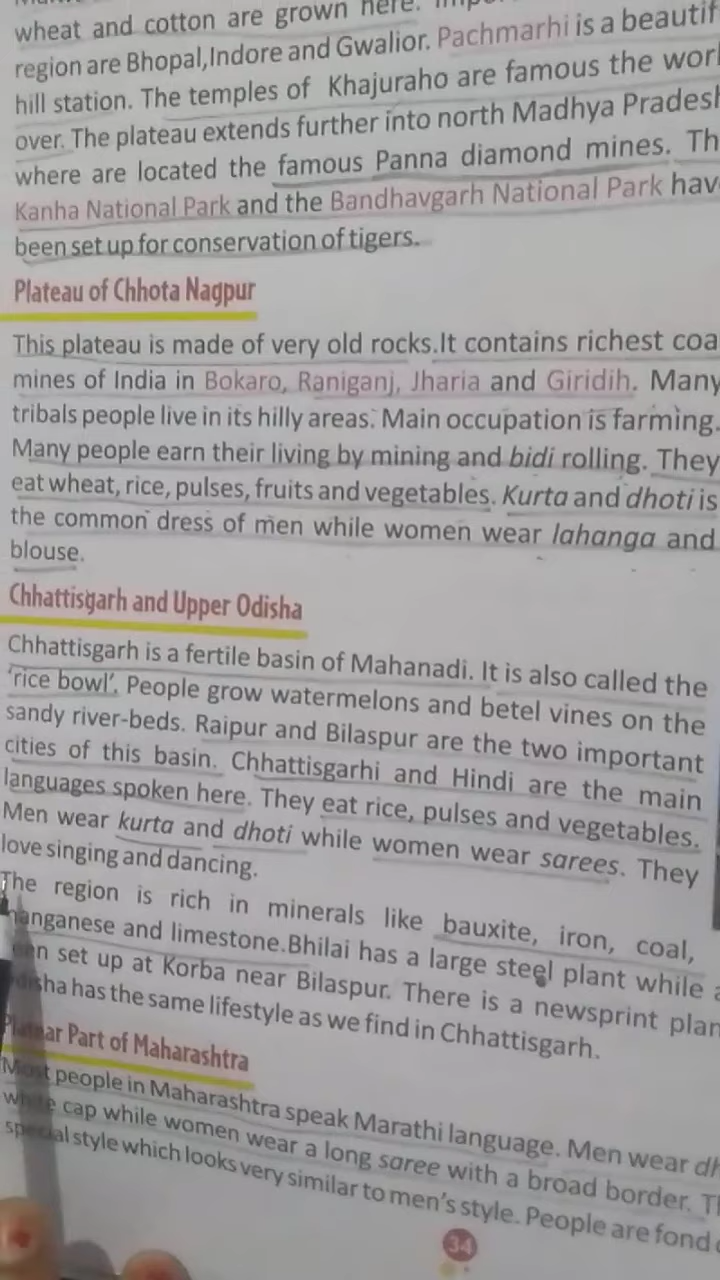 wheat and cotton are grown here.
region are Bhopal,Indore and Gwalior. Pachmarhi is a
hill station. The temples of Khajuraho are famous the
over. The plateau extends further into north Madhya
where are located the famous Panna diamond mines.
Kanha National Park and the Bandhavgarh National Park
been set up for conservation of tigers.
Plateau of Chhota Nagpur
This plateau is made of very old rocks.It contains richest
mines of India in Bokaro, Raniganj, Jharia and Giridih. Many
tribals people live in its hilly areas. Main occupation is farming.
Many people earn their living by mining and bidi rolling. They
eat wheat, rice, pulses, fruits and vegetables. Kurta and dhoti is
the common dress of men while women wear lahanga and
blouse.
Chhattisgarh and Upper Odisha
Chhattisgarh is a fertile basin of Mahanadi. It is also called the
'rice bowl'. People grow watermelons and betel vines on the
sandy river-beds. Raipur and Bilaspur are the two important
cities of this basin. Chhattisgarhi and Hindi are the main
languages spoken here. They eat rice, pulses and vegetables.
Men wear kurta and dhoti while women wear sarees. They
love singing and dancing.
The region is rich in minerals like bauxite, iron, coal,
manganese and limestone.Bhilai has a large steel plant while
set up at Korba near Bilaspur. There is a newsprint
has the same lifestyle as we find in Chhattisgarh.
Part of Maharashtra
Most people in Maharashtra speak Marathi language. Men wear
white cap while women wear a long saree with a broad border.
special style which looks very similar to men's style. People are fond
34